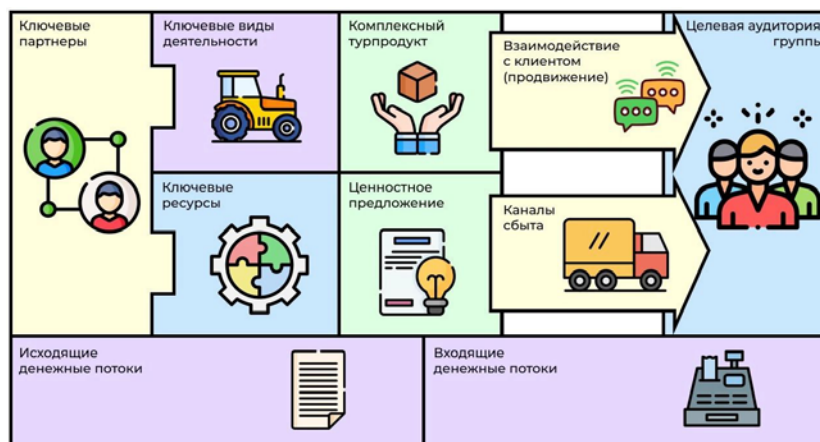 Ключевые
партнеры
Ключевые виды
деятельности
Комплексный
турпродукт
Взаимодействие
с клиентом
(продвижение)
Целевая аудитория
группы
Ключевые
ресурсы
Ценностное
предложение
Каналы
сбыта
Исходящие
денежные потоки
Входящие
денежные потоки